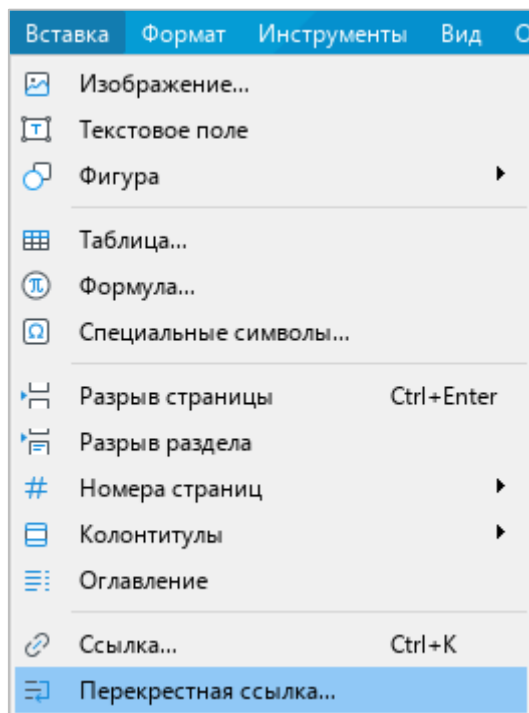 Вставка Формат Инструменты Вид
Изображение...
Текстовое поле
Фигура
Таблица...
Формула...
Специальные символы...
Разрыв страницы Ctrl+Enter
Разрыв раздела
Номера страниц
Колонтитулы
Оглавление
Ссылка... Ctrl+K
Перекрестная ссылка...